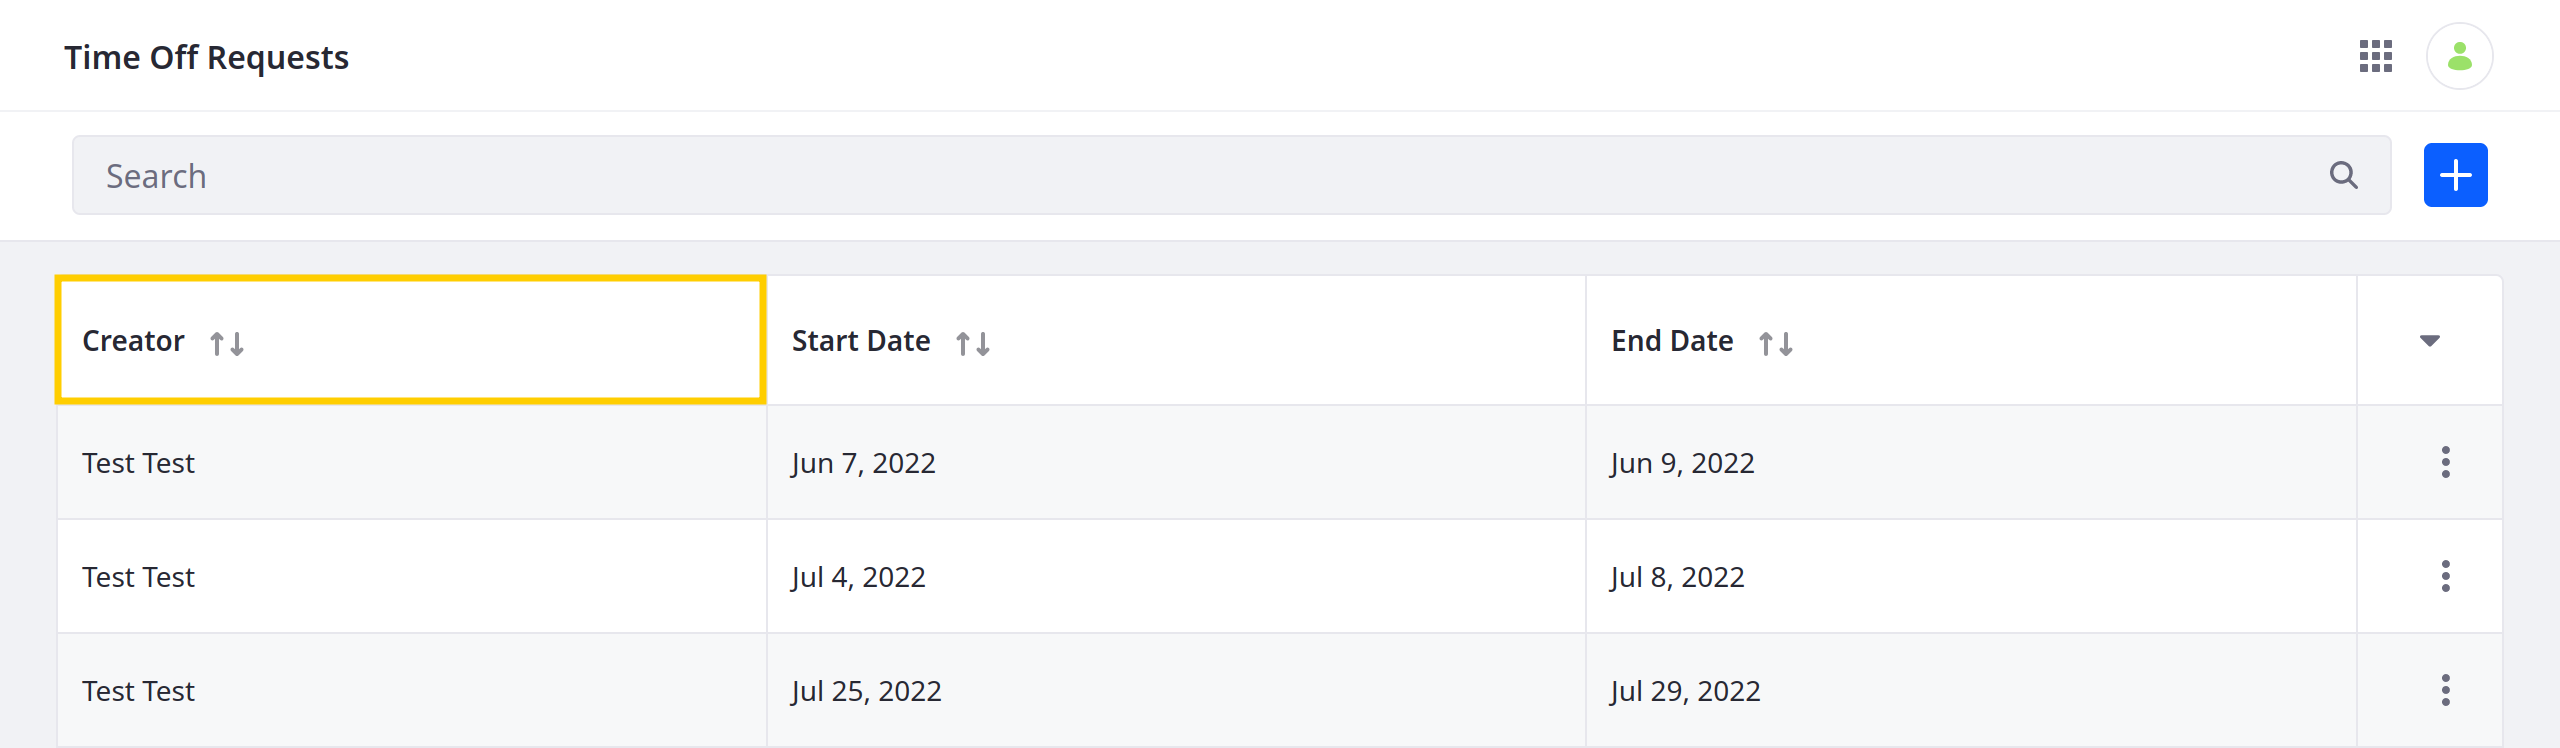 Time Off Requests
Search
Creator Start Date End Date
Test Test Jun 7, 2022 Jun 9, 2022
Test Test Jul 4, 2022 Jul 8, 2022
Test Test Jul 25, 2022 Jul 29, 2022